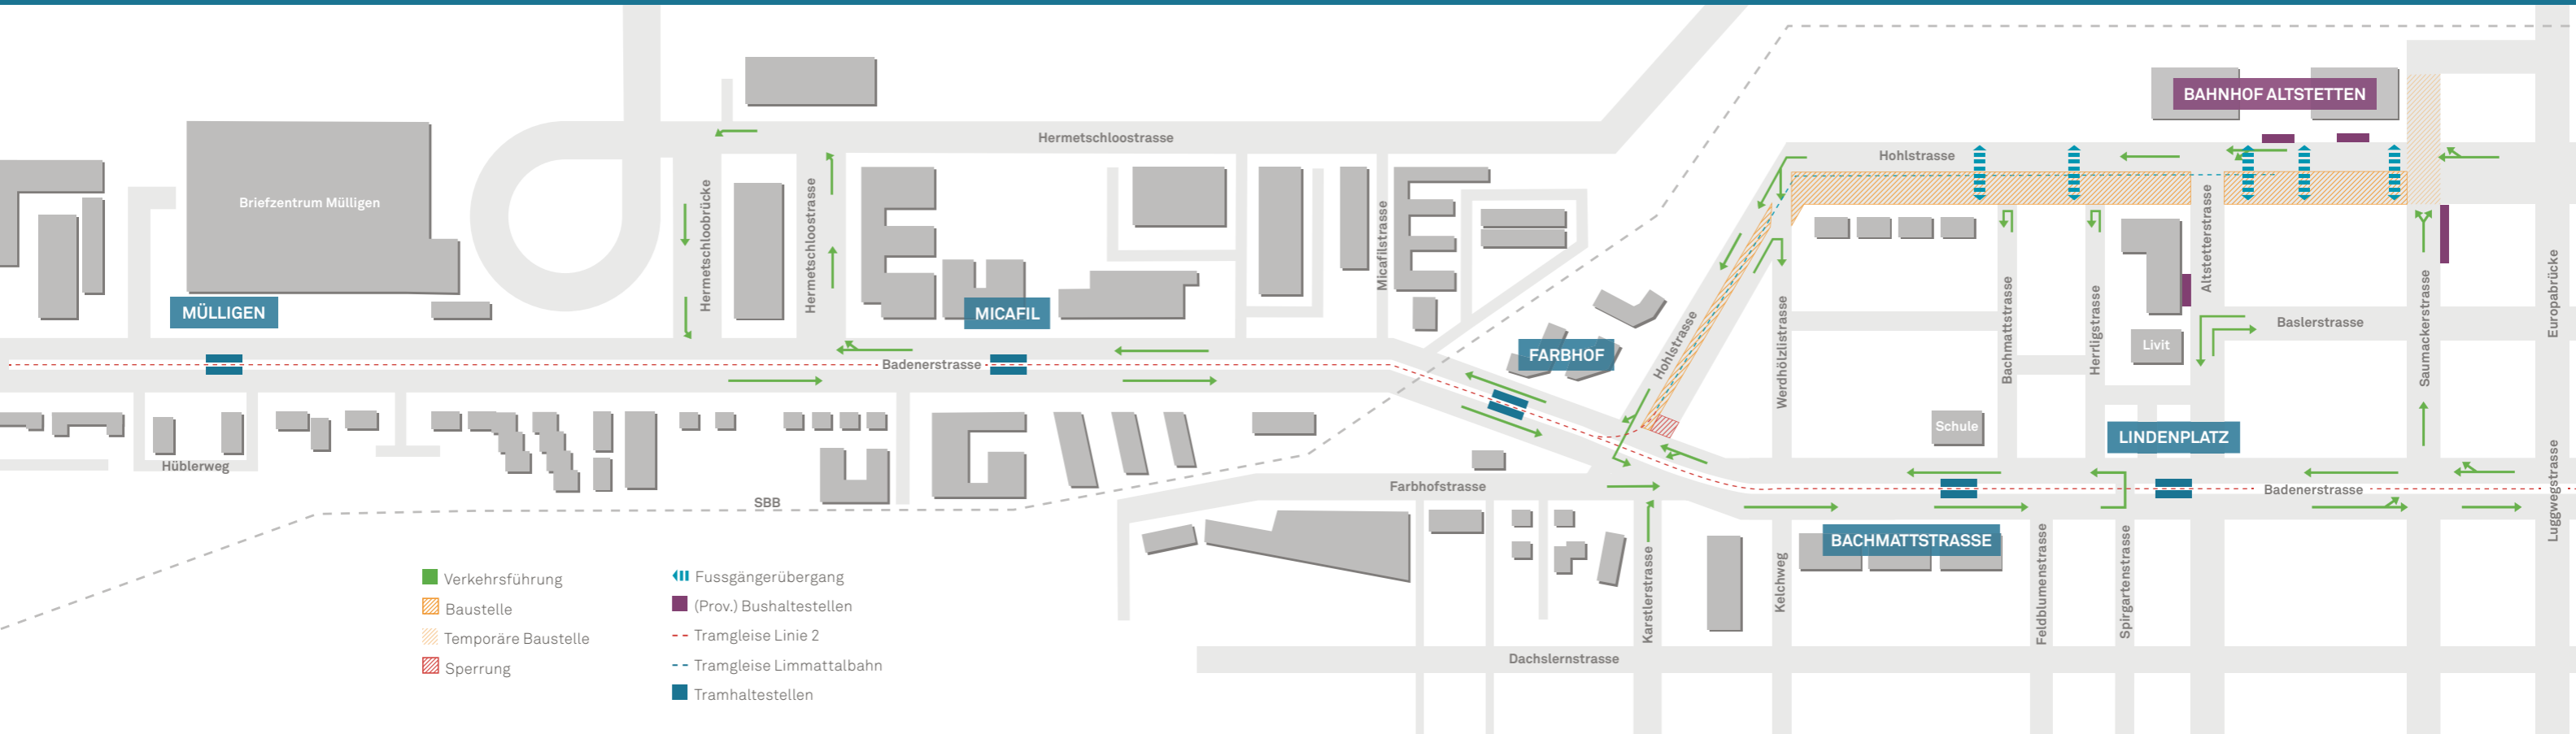 BAHNHOF ALTSTETTEN
Hermetschloostrasse
Hohlstrasse
Briefzentrum Mülligen
Hermetschloobrücke
Hermetschloostrasse
Micafilstrasse
Altstetterstrasse
Europabrücke
MÜLLIGEN
MICAFIL
FARBHOF
Hohlstrasse
Werdhölzlistrasse
Bachmattstrasse
Herrligstrasse
Baslerstrasse
Saumackerstrasse
Livit
Badenerstrasse
Schule
LINDENPLATZ
Hüblerweg
SBB
Farbhofstrasse
Badenerstrasse
Luggwegstrasse
BACHMATTSTRASSE
Karstlerstrasse
Kelchweg
Feldblumenstrasse
Spirgartenstrasse
Dachslernstrasse
Verkehrsführung
Baustelle
Temporäre Baustelle
Sperrung
Fussgängerübergang
(Prov.) Bushaltestellen
Tramgleise Linie 2
Tramgleise Limmattalbahn
Tramhaltestellen